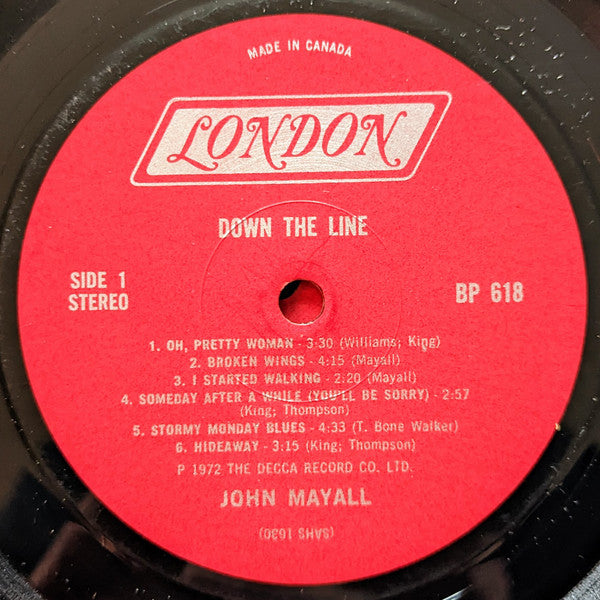 MADE IN CANADA
LONDON
DOWN THE LINE
SIDE 1
STEREO
BP 618
1. OH, PRETTY WOMAN - 3:30 (Williams; King)
2. BROKEN WINGS - 4:15 (Mayall)
3. I STARTED WALKING - 2:20 (Mayall)
4. SOMEDAY AFTER A WHILE (YOU'LL BE SORRY) - 2:57
(King; Thompson)
5. STORMY MONDAY BLUES - 4:33 (T. Bone Walker)
6. HIDEAWAY - 3:15 (King; Thompson)
P 1972 THE DECCA RECORD CO. LTD.
JOHN MAYALL
(SAHS 1630)